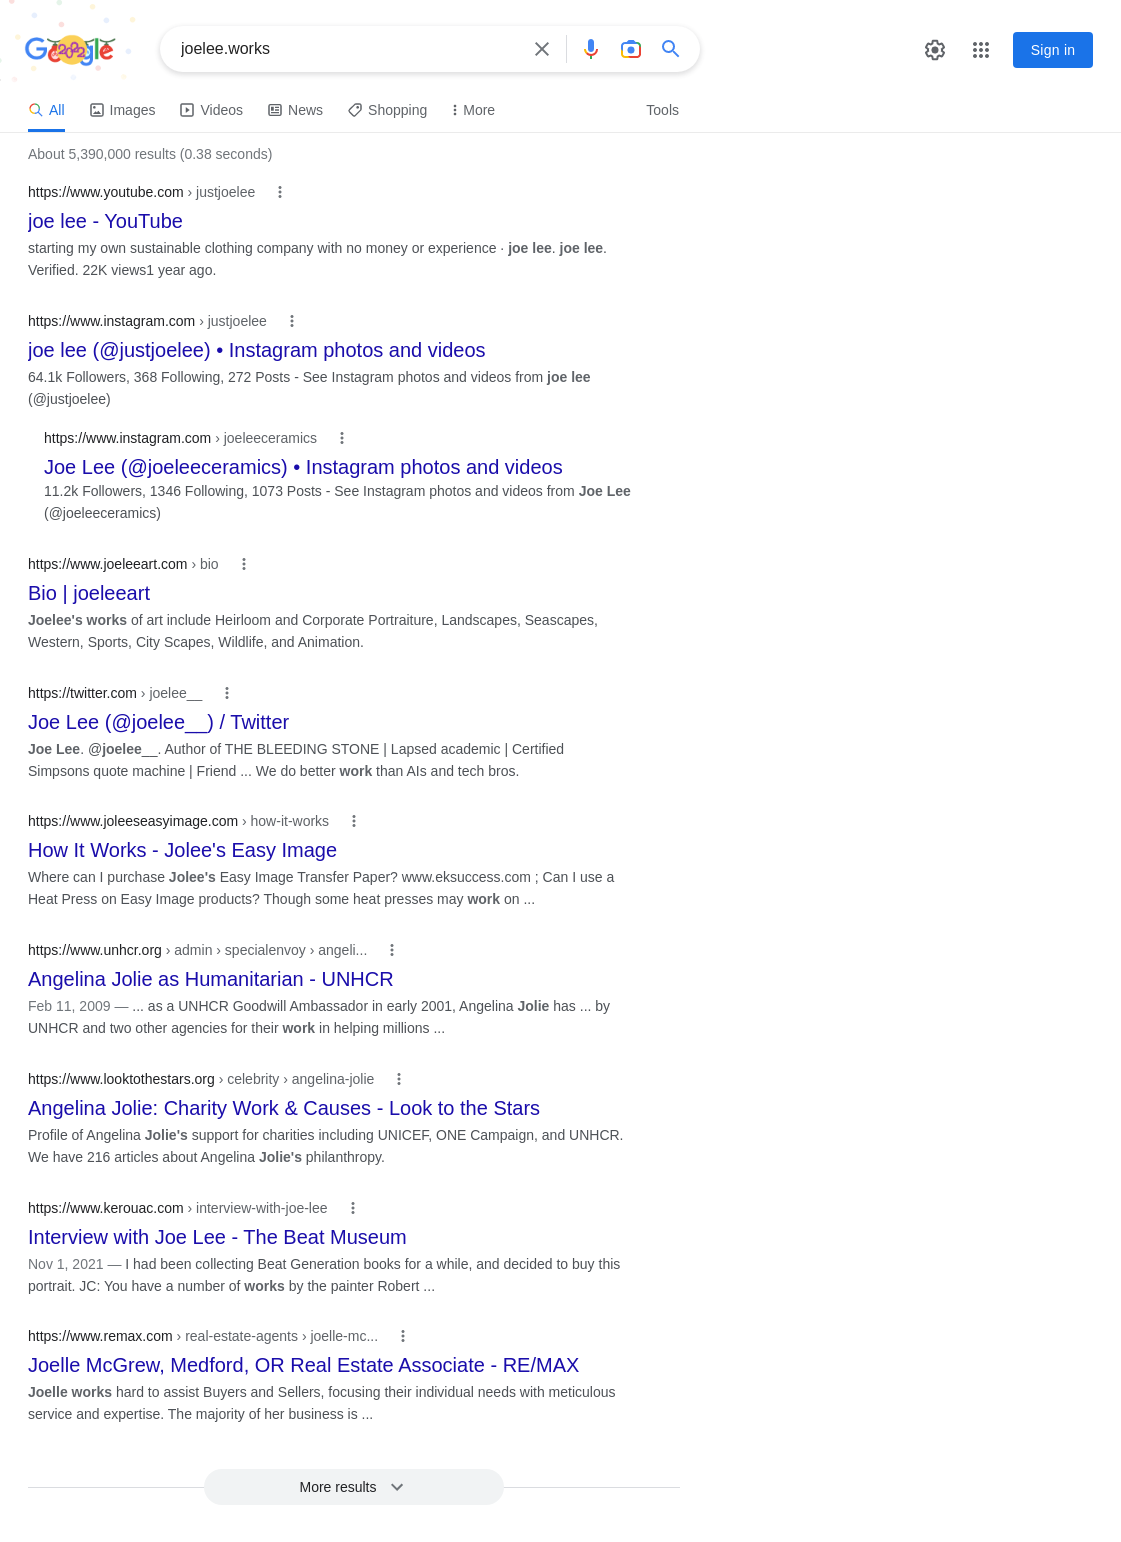 Google
joelee.works
Sign in
All
Images
Videos
News
Shopping
More
Tools
About 5,390,000 results (0.38 seconds)
https://www.youtube.com › justjoelee
joe lee - YouTube
starting my own sustainable clothing company with no money or experience · joe lee. joe lee.
Verified. 22K views1 year ago.
https://www.instagram.com › justjoelee
joe lee (@justjoelee) • Instagram photos and videos
64.1k Followers, 368 Following, 272 Posts - See Instagram photos and videos from joe lee
(@justjoelee)
https://www.instagram.com › joeleeceramics
Joe Lee (@joeleeceramics) • Instagram photos and videos
11.2k Followers, 1346 Following, 1073 Posts - See Instagram photos and videos from Joe Lee
(@joeleeceramics)
https://www.joeleeart.com › bio
Bio | joeleeart
Joelee's works of art include Heirloom and Corporate Portraiture, Landscapes, Seascapes,
Western, Sports, City Scapes, Wildlife, and Animation.
https://twitter.com › joelee__
Joe Lee (@joelee__) / Twitter
Joe Lee. @joelee__. Author of THE BLEEDING STONE | Lapsed academic | Certified
Simpsons quote machine | Friend ... We do better work than AIs and tech bros.
https://www.joleeseasyimage.com › how-it-works
How It Works - Jolee's Easy Image
Where can I purchase Jolee's Easy Image Transfer Paper? www.eksuccess.com ; Can I use a
Heat Press on Easy Image products? Though some heat presses may work on ...
https://www.unhcr.org › admin › specialenvoy › angeli...
Angelina Jolie as Humanitarian - UNHCR
Feb 11, 2009 — ... as a UNHCR Goodwill Ambassador in early 2001, Angelina Jolie has ... by
UNHCR and two other agencies for their work in helping millions ...
https://www.looktothestars.org › celebrity › angelina-jolie
Angelina Jolie: Charity Work & Causes - Look to the Stars
Profile of Angelina Jolie's support for charities including UNICEF, ONE Campaign, and UNHCR.
We have 216 articles about Angelina Jolie's philanthropy.
https://www.kerouac.com › interview-with-joe-lee
Interview with Joe Lee - The Beat Museum
Nov 1, 2021 — I had been collecting Beat Generation books for a while, and decided to buy this
portrait. JC: You have a number of works by the painter Robert ...
https://www.remax.com › real-estate-agents › joelle-mc...
Joelle McGrew, Medford, OR Real Estate Associate - RE/MAX
Joelle works hard to assist Buyers and Sellers, focusing their individual needs with meticulous
service and expertise. The majority of her business is ...
More results